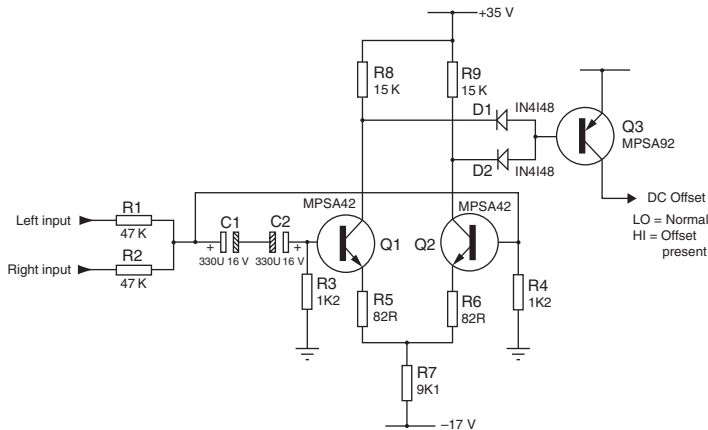 +35 V
R8
15 K
R9
15 K
D1
IN4I48
D2
IN4I48
Q3
MPSA92
DC Offset
LO = Normal
HI = Offset
present
MPSA42
MPSA42
Left input
R1
47 K
Right input
R2
47 K
+
C1
330U 16 V
C2
+
330U 16 V
Q1
Q2
R3
1K2
R4
1K2
R5
82R
R6
82R
R7
9K1
–17 V